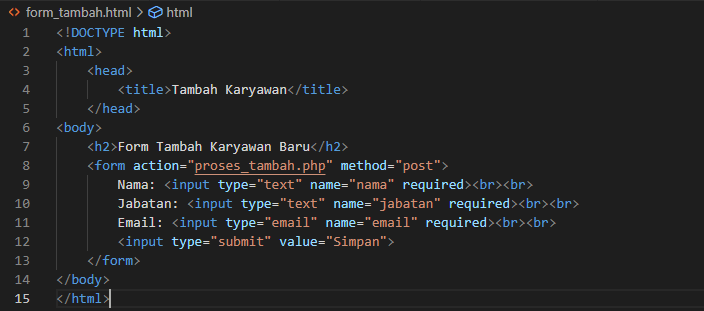 form_tambah.html > html
1 <!DOCTYPE html>
2 <html>
3     <head>
4         <title>Tambah Karyawan</title>
5     </head>
6 <body>
7     <h2>Form Tambah Karyawan Baru</h2>
8     <form action="proses_tambah.php" method="post">
9         Nama: <input type="text" name="nama" required><br><br>
10         Jabatan: <input type="text" name="jabatan" required><br><br>
11         Email: <input type="email" name="email" required><br><br>
12         <input type="submit" value="Simpan">
13     </form>
14 </body>
15 </html>